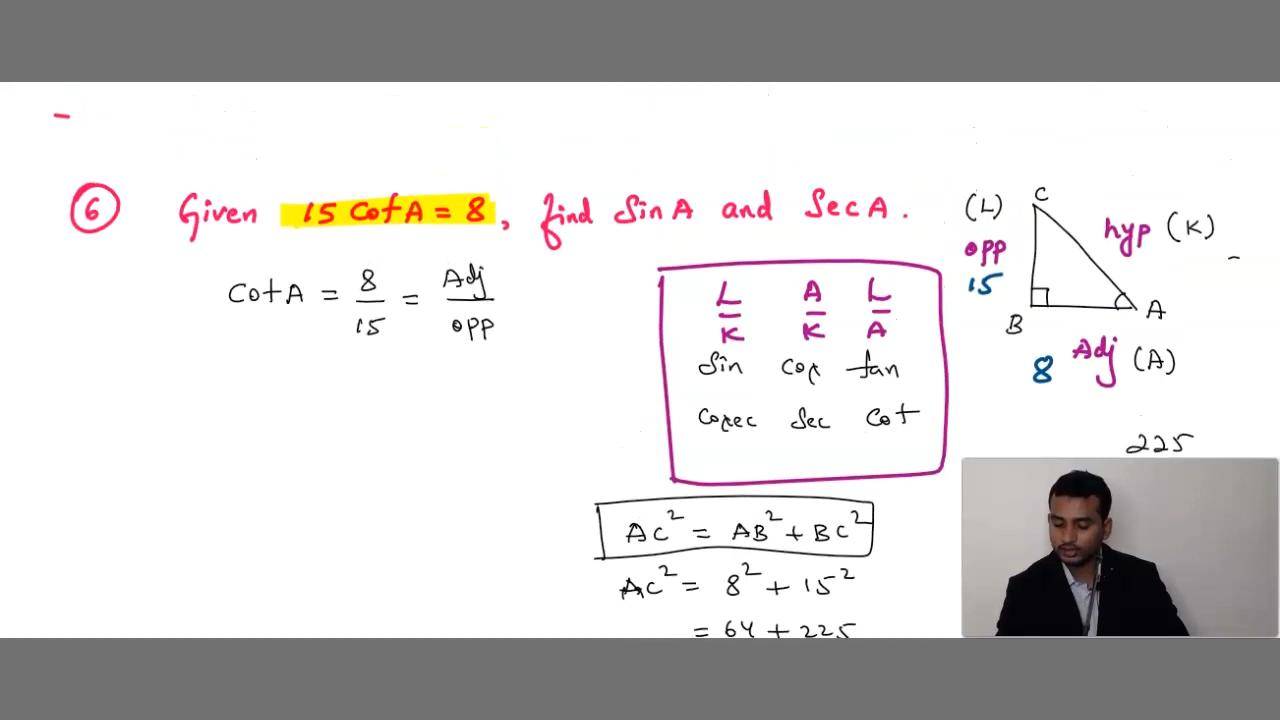 6 Given 15 Cot A = 8, find Sin A and Sec A.
Cot A = 8/15 = Adj/opp
L/K A/K L/A
Sin cos tan
cosec Sec Cot
C
(L)
opp
15
hyp (K)
B
A
8 Adj (A)
225
AC² = AB² + BC²
AC² = 8² + 15²
= 64 + 225